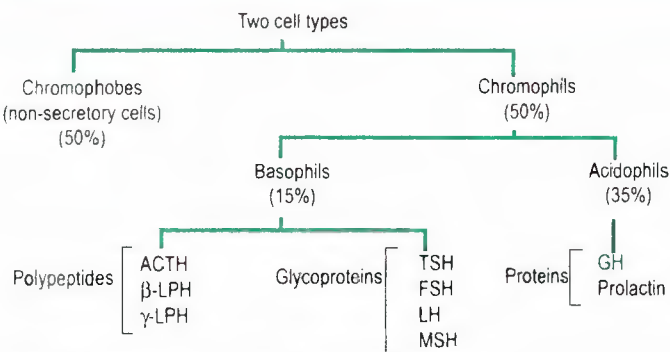 Two cell types
Chromophobes
(non-secretory cells)
(50%)
Chromophils
(50%)
Basophils
(15%)
Acidophils
(35%)
Polypeptides
ACTH
β-LPH
γ-LPH
Glycoproteins
TSH
FSH
LH
MSH
Proteins
GH
Prolactin